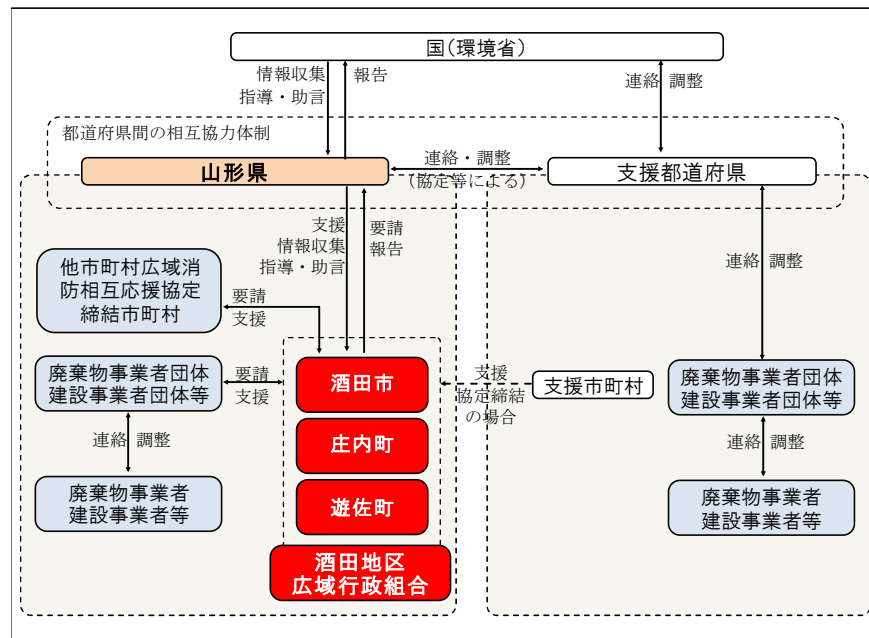 国(環境省)
情報収集
指導・助言
報告
連絡 調整
都道府県間の相互協力体制
山形県
連絡・調整
(協定等による)
支援都道府県
支援
情報収集
指導・助言
要請
報告
連絡 調整
他市町村広域消
防相互応援協定
締結市町村
要請
支援
廃棄物事業者団体
建設事業者団体等
要請
支援
酒田市
支援
協定締結
の場合
支援市町村
廃棄物事業者団体
建設事業者団体等
連絡 調整
庄内町
連絡 調整
廃棄物事業者
建設事業者等
遊佐町
廃棄物事業者
建設事業者等
酒田地区
広域行政組合